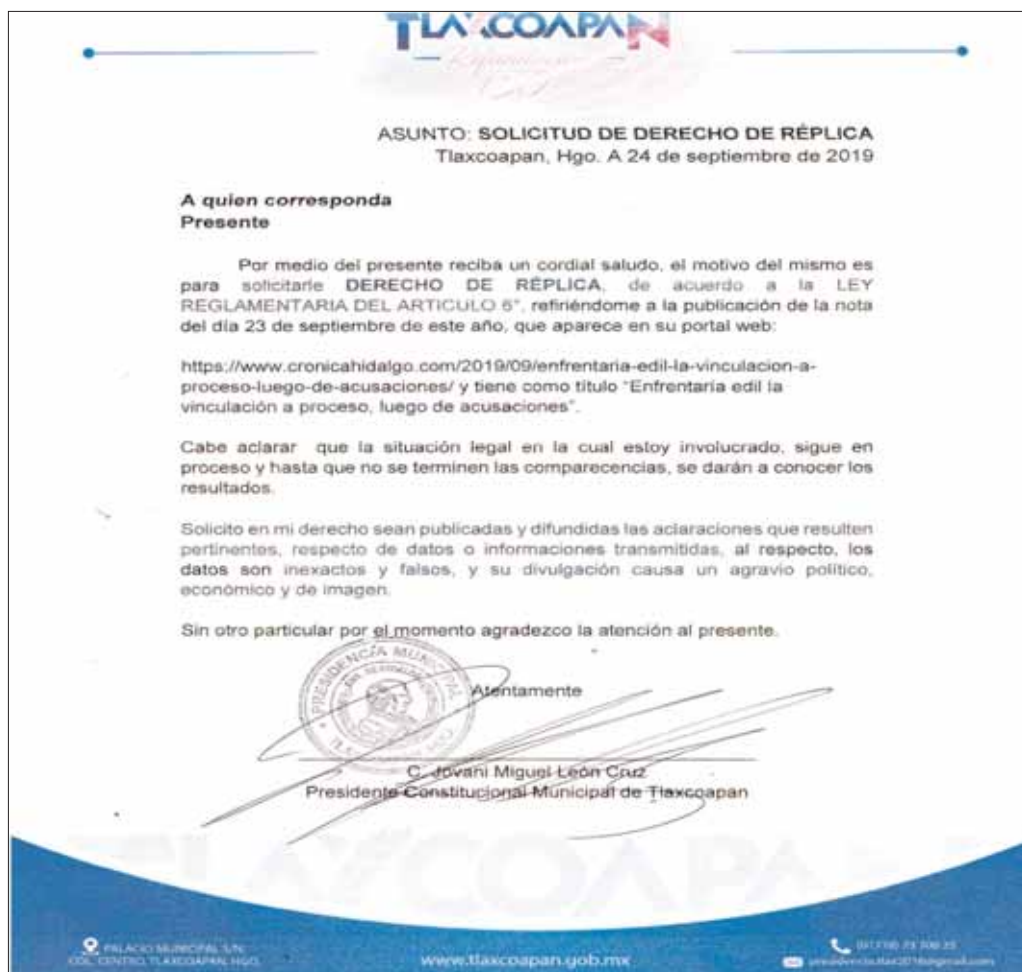 TLAXCOAPAN
ASUNTO: SOLICITUD DE DERECHO DE RÉPLICA
Tlaxcoapan, Hgo. A 24 de septiembre de 2019
A quien corresponda
Presente
Por medio del presente reciba un cordial saludo, el motivo del mismo es
para solicitarle DERECHO DE RÉPLICA, de acuerdo a la LEY
REGLAMENTARIA DEL ARTICULO 6°, refiriéndome a la publicación de la nota
del día 23 de septiembre de este año, que aparece en su portal web:
https://www.cronicahidalgo.com/2019/09/enfrentaria-edil-la-vinculacion-a-
proceso-luego-de-acusaciones/ y tiene como título "Enfrentaría edil la
vinculación a proceso, luego de acusaciones".
Cabe aclarar que la situación legal en la cual estoy involucrado, sigue en
proceso y hasta que no se terminen las comparecencias, se darán a conocer los
resultados.
Solicito en mi derecho sean publicadas y difundidas las aclaraciones que resulten
pertinentes, respecto de datos o informaciones transmitidas, al respecto, los
datos son inexactos y falsos, y su divulgación causa un agravio político,
económico y de imagen.
Sin otro particular por el momento agradezco la atención al presente.
PRESIDENCIA MUNICIPAL
Atentamente
C. Jovani Miguel León Cruz
Presidente Constitucional Municipal de Tlaxcoapan
TLAXCOAPAN
PALACIO MUNICIPAL S/N
COL. CENTRO TLAXCOAPAN, HGO.
www.tlaxcoapan.gob.mx